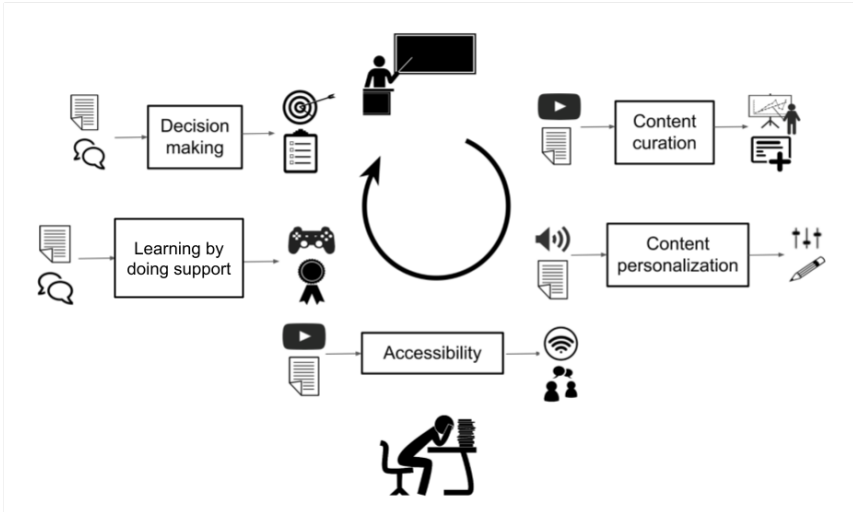 Decision
making
Content
curation
Learning by
doing support
Content
personalization
Accessibility